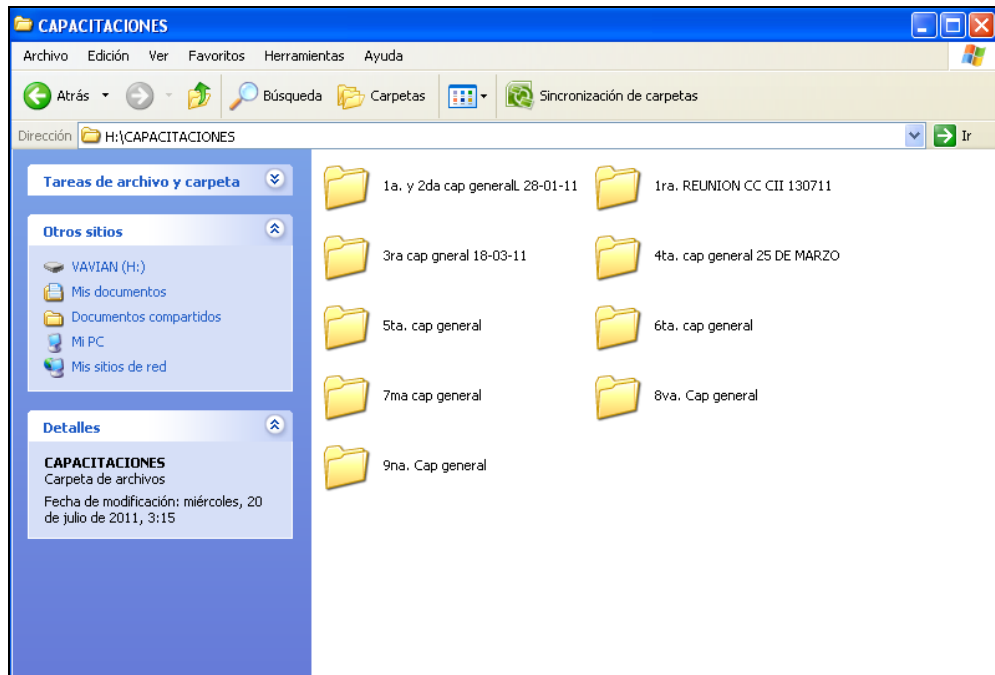 CAPACITACIONES
Archivo Edición Ver Favoritos Herramientas Ayuda
Atrás Búsqueda Carpetas Sincronización de carpetas
Dirección H:\CAPACITACIONES Ir
Tareas de archivo y carpeta
Otros sitios
VAVIAN (H:)
Mis documentos
Documentos compartidos
Mi PC
Mis sitios de red
Detalles
CAPACITACIONES
Carpeta de archivos
Fecha de modificación: miércoles, 20
de julio de 2011, 3:15
1a. y 2da cap generalL 28-01-11 1ra. REUNION CC CII 130711
3ra cap gneral 18-03-11 4ta. cap general 25 DE MARZO
5ta. cap general 6ta. cap general
7ma cap general 8va. Cap general
9na. Cap general